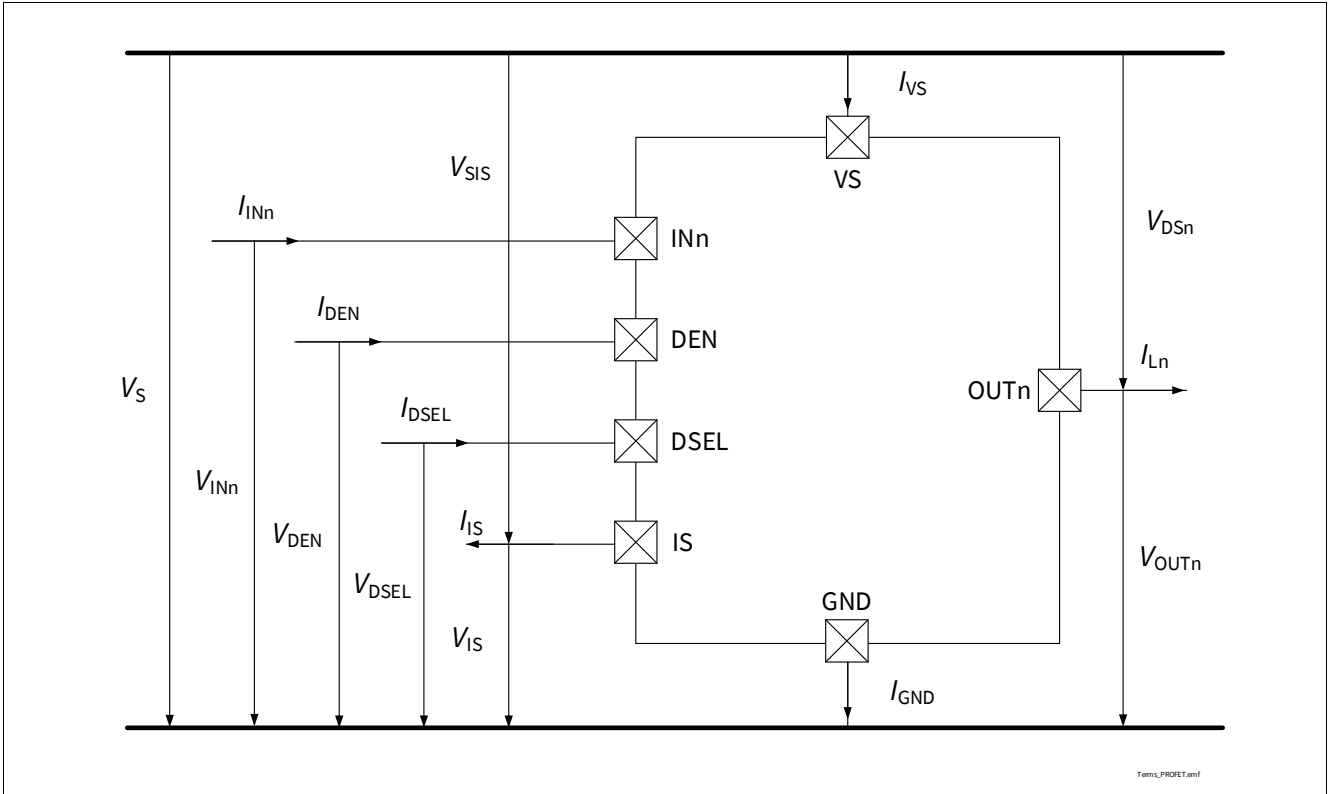 I_VS
VS
V_SIS
I_INn
INn
V_DSn
I_DEN
DEN
I_Ln
OUTn
V_S
I_DSEL
DSEL
V_INn
I_IS
IS
V_DEN
V_OUTn
V_DSEL
GND
V_IS
I_GND
Terms_PROFET.emf